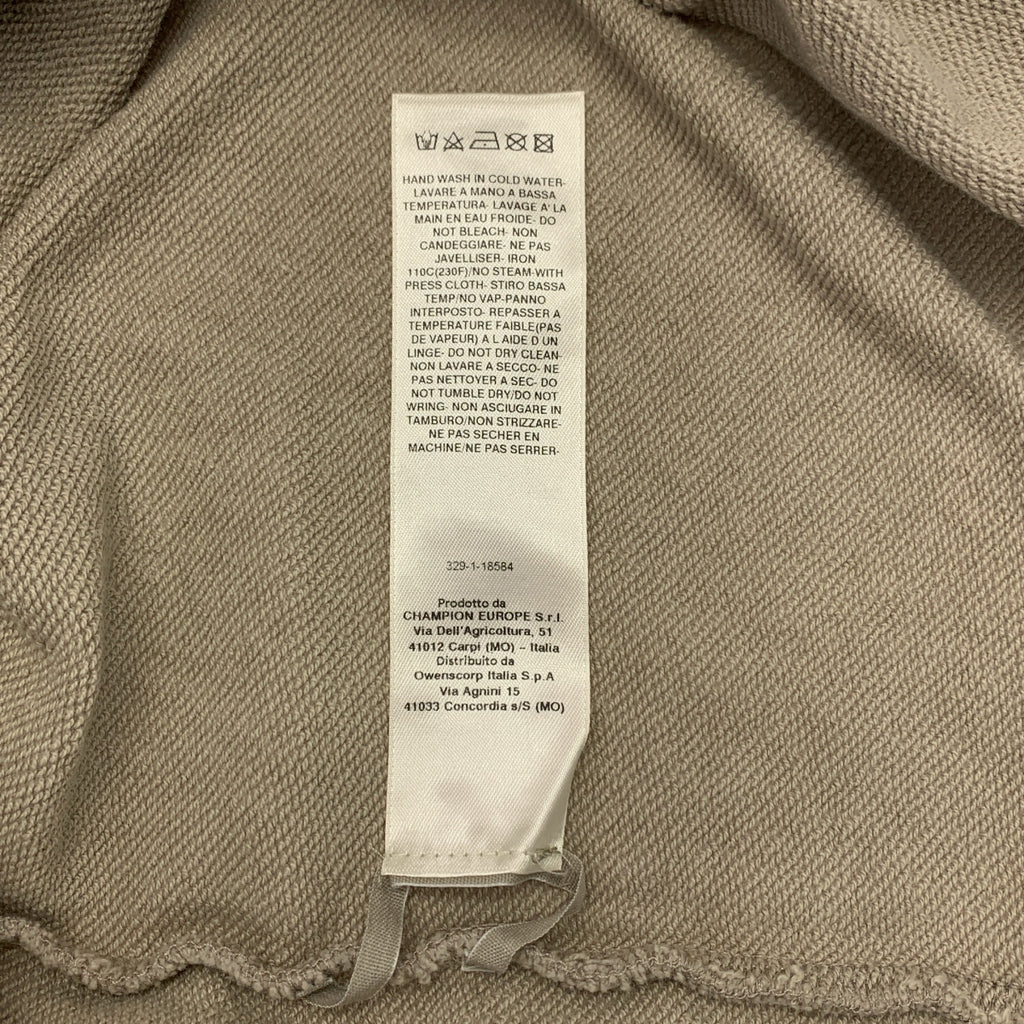 HAND WASH IN COLD WATER-
LAVARE A MANO A BASSA
TEMPERATURA- LAVAGE A' LA
MAIN EN EAU FROIDE- DO
NOT BLEACH- NON
CANDEGGIARE- NE PAS
JAVELLISER- IRON
110C(230F)/NO STEAM-WITH
PRESS CLOTH- STIRO BASSA
TEMP/NO VAP-PANNO
INTERPOSTO- REPASSER A
TEMPERATURE FAIBLE(PAS
DE VAPEUR) A L AIDE D UN
LINGE- DO NOT DRY CLEAN-
NON LAVARE A SECCO- NE
PAS NETTOYER A SEC- DO
NOT TUMBLE DRY/DO NOT
WRING- NON ASCIUGARE IN
TAMBURO/NON STRIZZARE-
NE PAS SECHER EN
MACHINE/NE PAS SERRER-
329-1-18584
Prodotto da
CHAMPION EUROPE S.r.l.
Via Dell'Agricoltura, 51
41012 Carpi (MO) – Italia
Distribuito da
Owenscorp Italia S.p.A
Via Agnini 15
41033 Concordia s/S (MO)